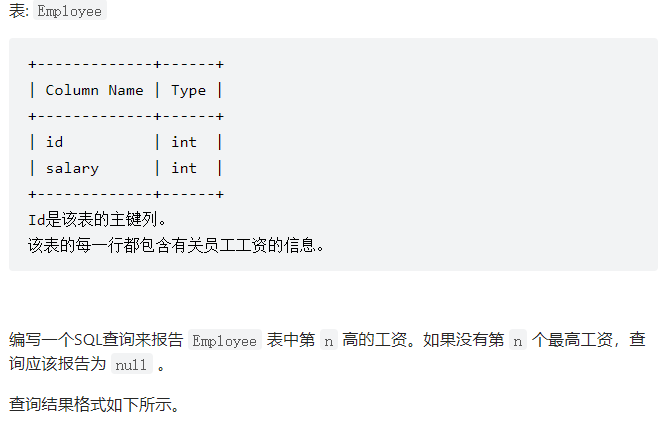 表: Employee
+-------------+------+
| Column Name | Type |
+-------------+------+
| id          | int  |
| salary      | int  |
+-------------+------+
Id是该表的主键列。
该表的每一行都包含有关员工工资的信息。
编写一个SQL查询来报告 Employee 表中第 n 高的工资。如果没有第 n 个最高工资，查
询应该报告为 null 。
查询结果格式如下所示。